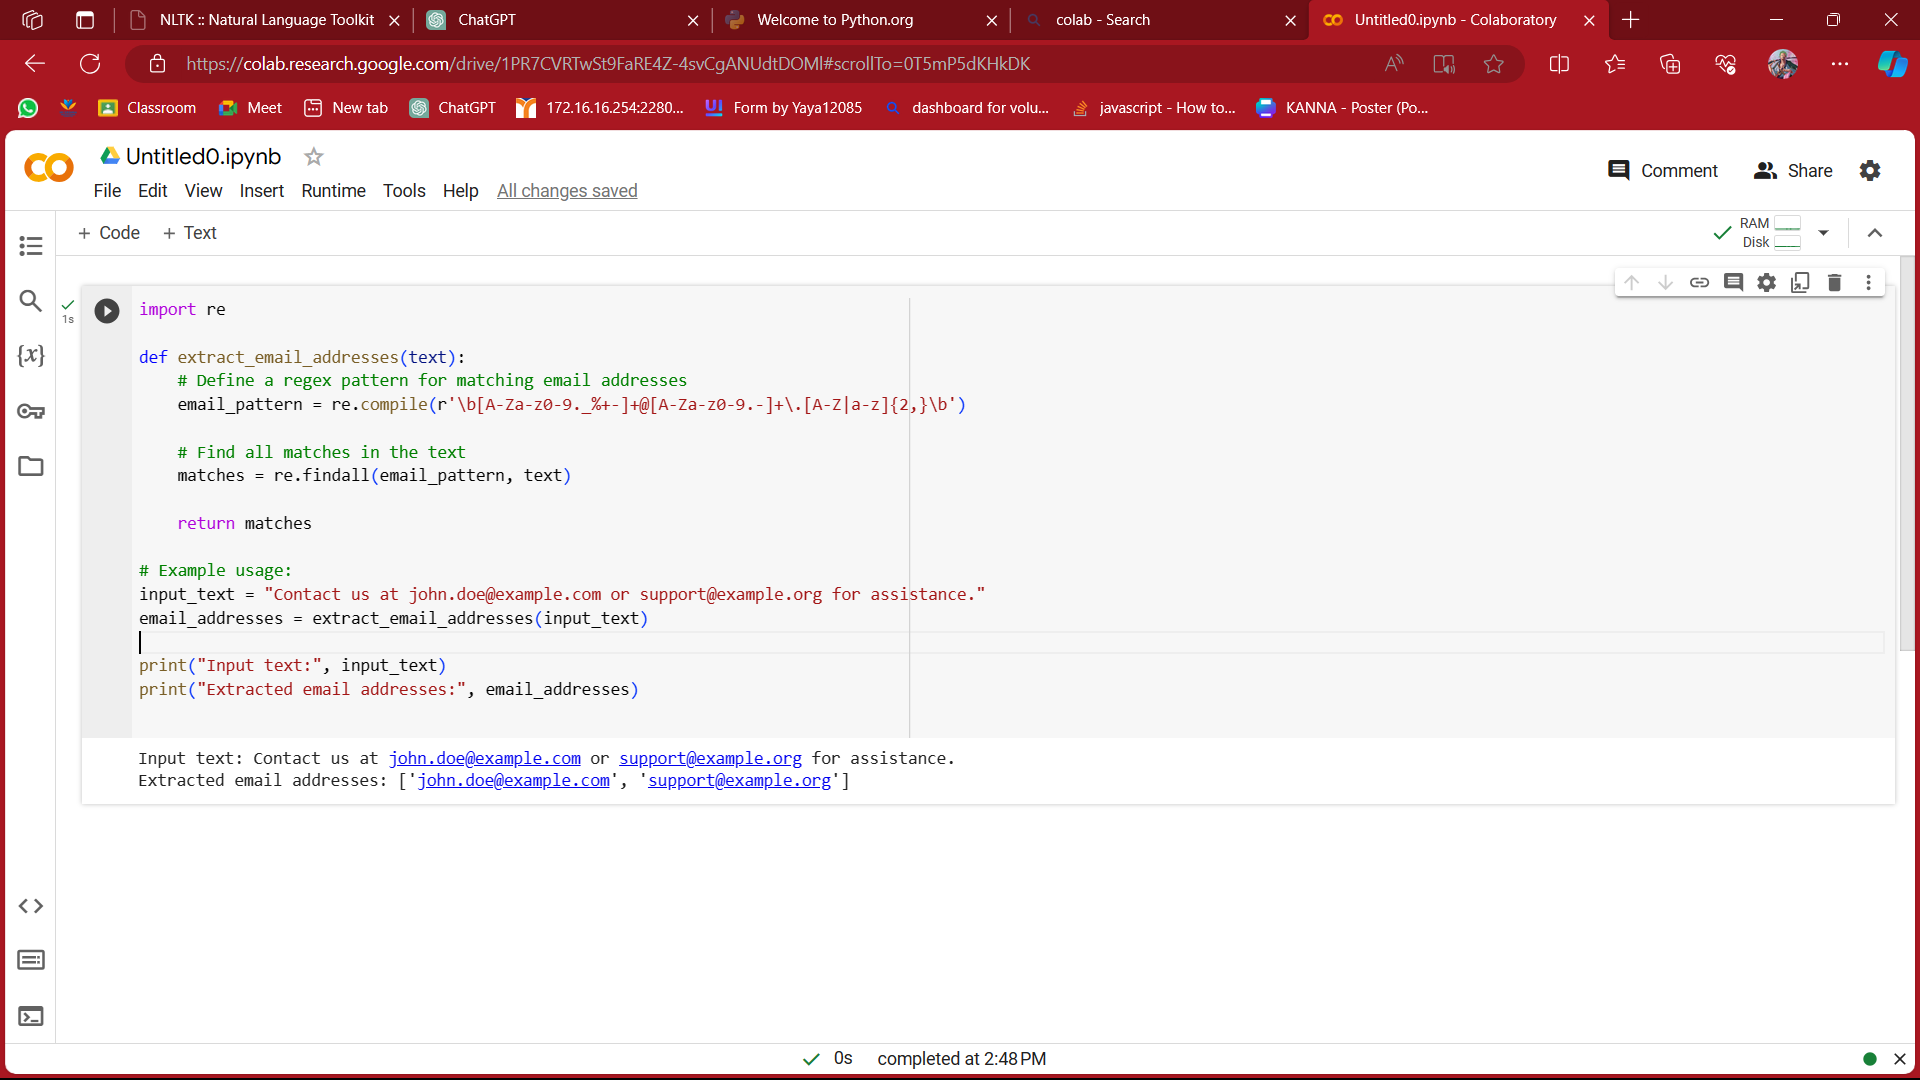 NLTK :: Natural Language Toolkit
ChatGPT
Welcome to Python.org
colab - Search
Untitled0.ipynb - Colaboratory
https://colab.research.google.com/drive/1PR7CVRTwSt9FaRE4Z-4svCgANUdtDOMl#scrollTo=0T5mP5dKHkDK
Classroom
Meet
New tab
ChatGPT
172.16.16.254:2280...
Form by Yaya12085
dashboard for volu...
javascript - How to...
KANNA - Poster (Po...
Untitled0.ipynb
File Edit View Insert Runtime Tools Help All changes saved
Comment
Share
+ Code + Text
RAM
Disk
1s
{x}
import re
def extract_email_addresses(text):
    # Define a regex pattern for matching email addresses
    email_pattern = re.compile(r'\b[A-Za-z0-9._%+-]+@[A-Za-z0-9.-]+\.[A-Z|a-z]{2,}\b')
    # Find all matches in the text
    matches = re.findall(email_pattern, text)
    return matches
# Example usage:
input_text = "Contact us at john.doe@example.com or support@example.org for assistance."
email_addresses = extract_email_addresses(input_text)
print("Input text:", input_text)
print("Extracted email addresses:", email_addresses)
Input text: Contact us at john.doe@example.com or support@example.org for assistance.
Extracted email addresses: ['john.doe@example.com', 'support@example.org']
0s completed at 2:48 PM